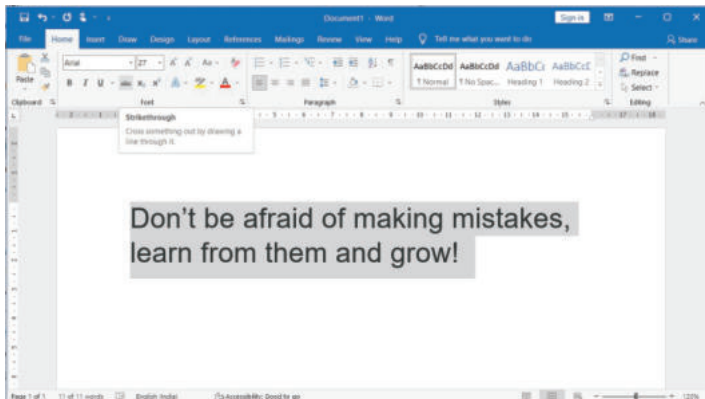 Document1 - Word
Sign in
File Home Insert Draw Design Layout References Mailings Review View Help Tell me what you want to do Share
Arial 27 Aa
Paste
B I U abc x₂ x² A A
AaBbCcDd AaBbCcDd AaBbCc AaBbCcE
¶ Normal ¶ No Spac... Heading 1 Heading 2
Find
Replace
Select
Clipboard Font Paragraph Styles Editing
Strikethrough
Cross something out by drawing a
line through it.
Don’t be afraid of making mistakes,
learn from them and grow!
Page 1 of 1 11 of 11 words English (India) Accessibility: Good to go 120%